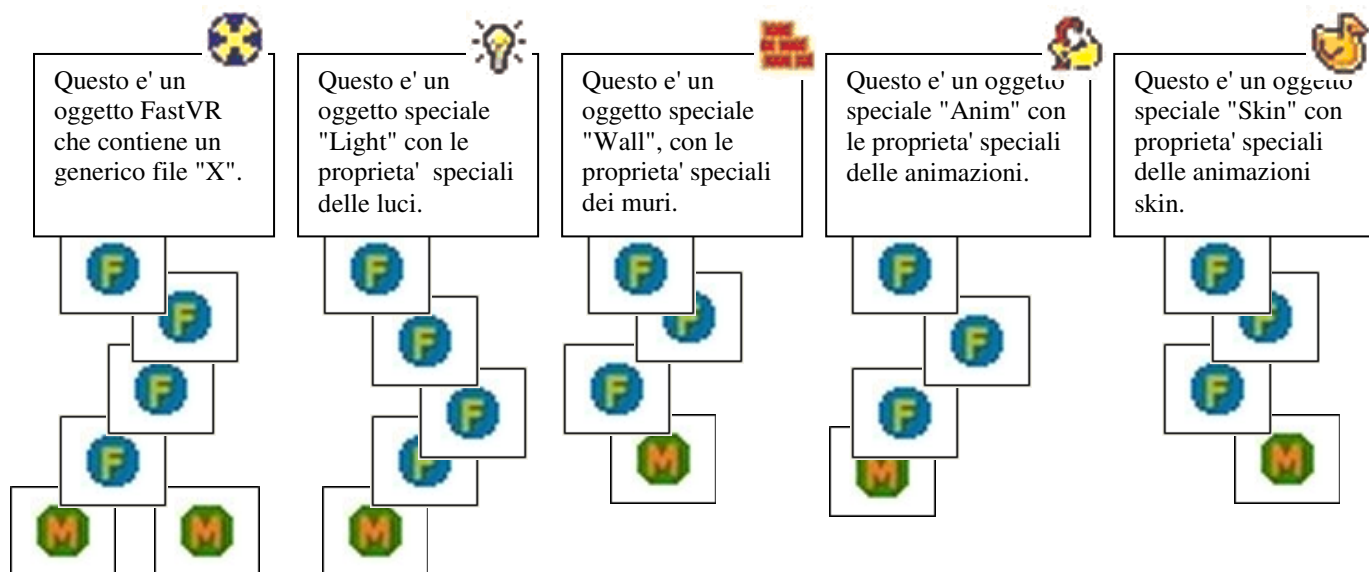 Questo e' un
oggetto FastVR
che contiene un
generico file "X".
Questo e' un
oggetto speciale
"Light" con le
proprieta'  speciali
delle luci.
Questo e' un
oggetto speciale
"Wall", con le
proprieta' speciali
dei muri.
Questo e' un oggetto
speciale "Anim" con
le proprieta' speciali
delle animazioni.
Questo e' un oggetto
speciale "Skin" con
proprieta' speciali
delle animazioni
skin.
F
F
F
F
M
M
F
F
F
F
M
F
F
F
M
F
F
F
M
F
F
F
M